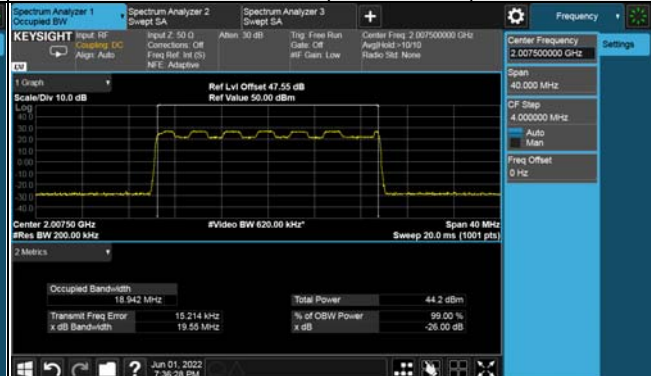 Spectrum Analyzer 1
Occupied BW
Spectrum Analyzer 2
Swept SA
Spectrum Analyzer 3
Swept SA
+
Frequency
KEYSIGHT
Input: RF
Coupling: DC
Align: Auto
Input Z: 50 Ω
Corrections: Off
Freq Ref: Int (S)
NFE: Adaptive
Atten: 30 dB
Trig: Free Run
Gate: Off
#IF Gain: Low
Center Freq: 2.007500000 GHz
Avg|Hold:>10/10
Radio Std: None
LXI
Center Frequency
2.007500000 GHz
Settings
Span
40.000 MHz
CF Step
4.000000 MHz
Auto
Man
Freq Offset
0 Hz
1 Graph
Scale/Div 10.0 dB
Ref Lvl Offset 47.55 dB
Ref Value 50.00 dBm
Log
40.0
30.0
20.0
10.0
0.00
-10.0
-20.0
-30.0
-40.0
Center 2.00750 GHz
#Video BW 620.00 kHz*
Span 40 MHz
#Res BW 200.00 kHz
Sweep 20.0 ms (1001 pts)
2 Metrics
Occupied Bandwidth
18.942 MHz
Total Power
44.2 dBm
Transmit Freq Error
15.214 kHz
% of OBW Power
99.00 %
x dB Bandwidth
19.55 MHz
x dB
-26.00 dB
?
Jun 01, 2022
7:36:28 PM